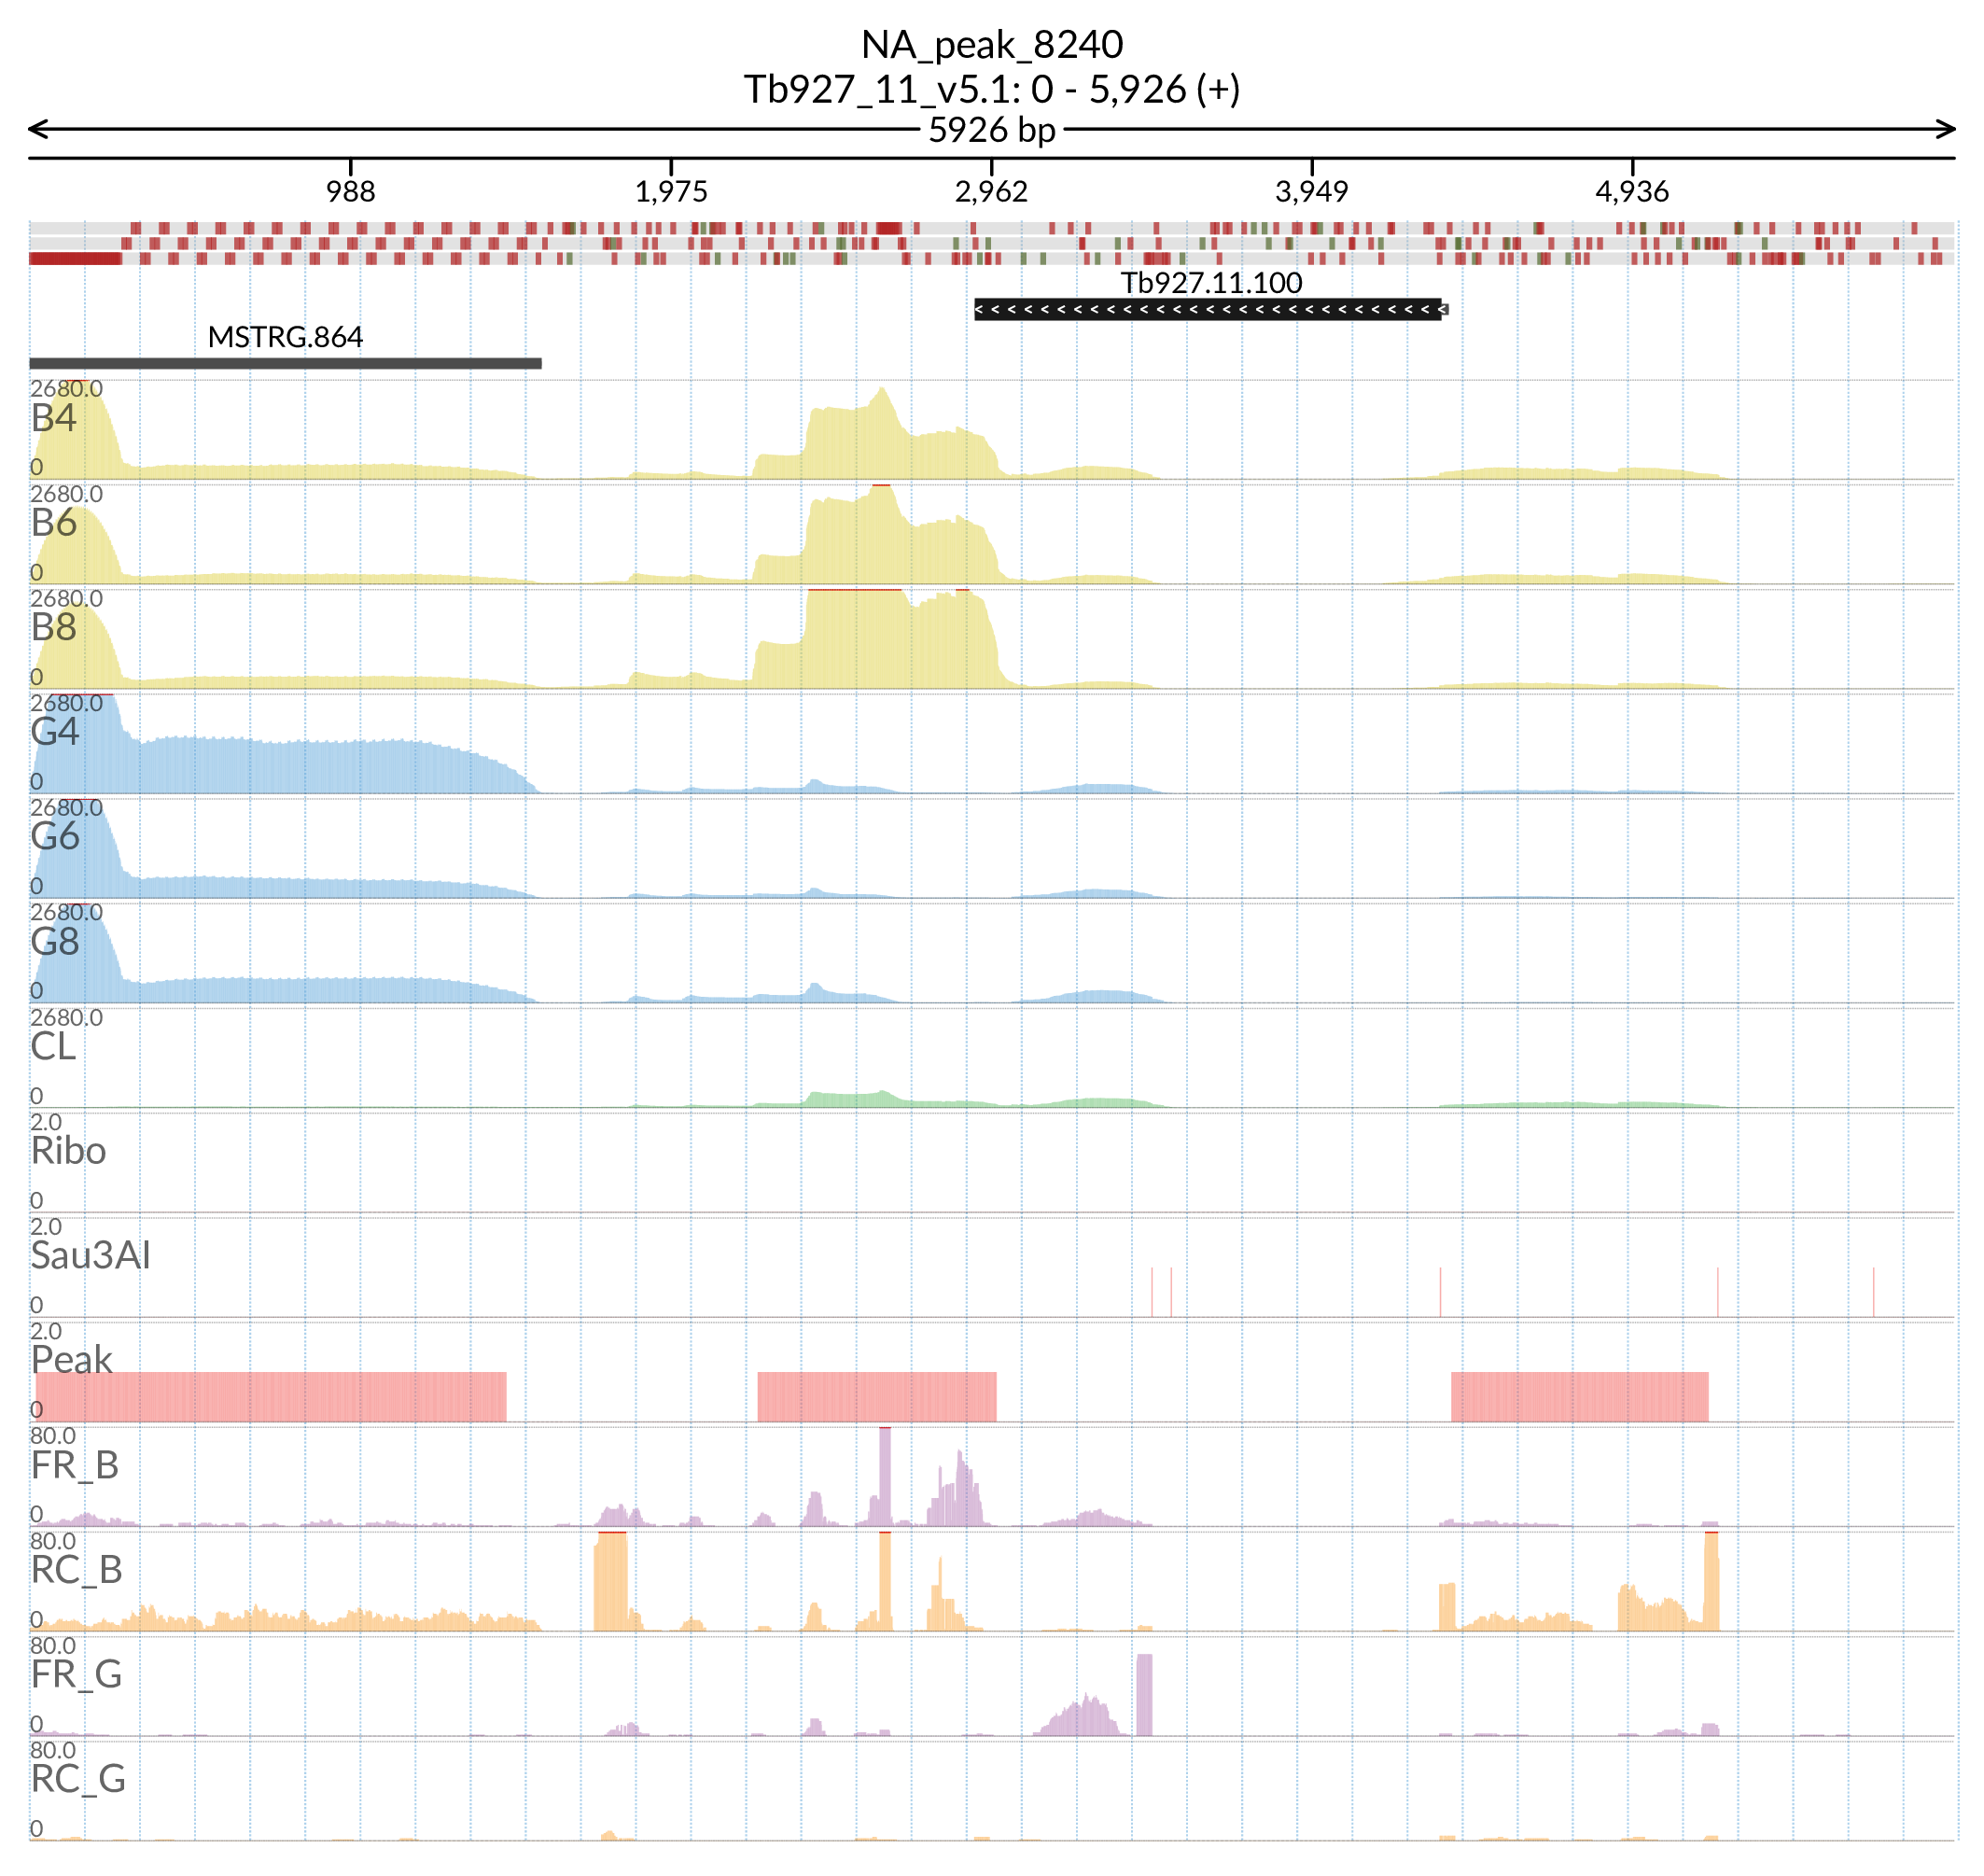 NA_peak_8240
Tb927_11_v5.1: 0 - 5,926 (+)
5926 bp
988 1,975 2,962 3,949 4,936
Tb927.11.100
MSTRG.864
2680.0
B4
0
2680.0
B6
0
2680.0
B8
0
2680.0
G4
0
2680.0
G6
0
2680.0
G8
0
2680.0
CL
0
2.0
Ribo
0
2.0
Sau3AI
0
2.0
Peak
0
80.0
FR_B
0
80.0
RC_B
0
80.0
FR_G
0
80.0
RC_G
0